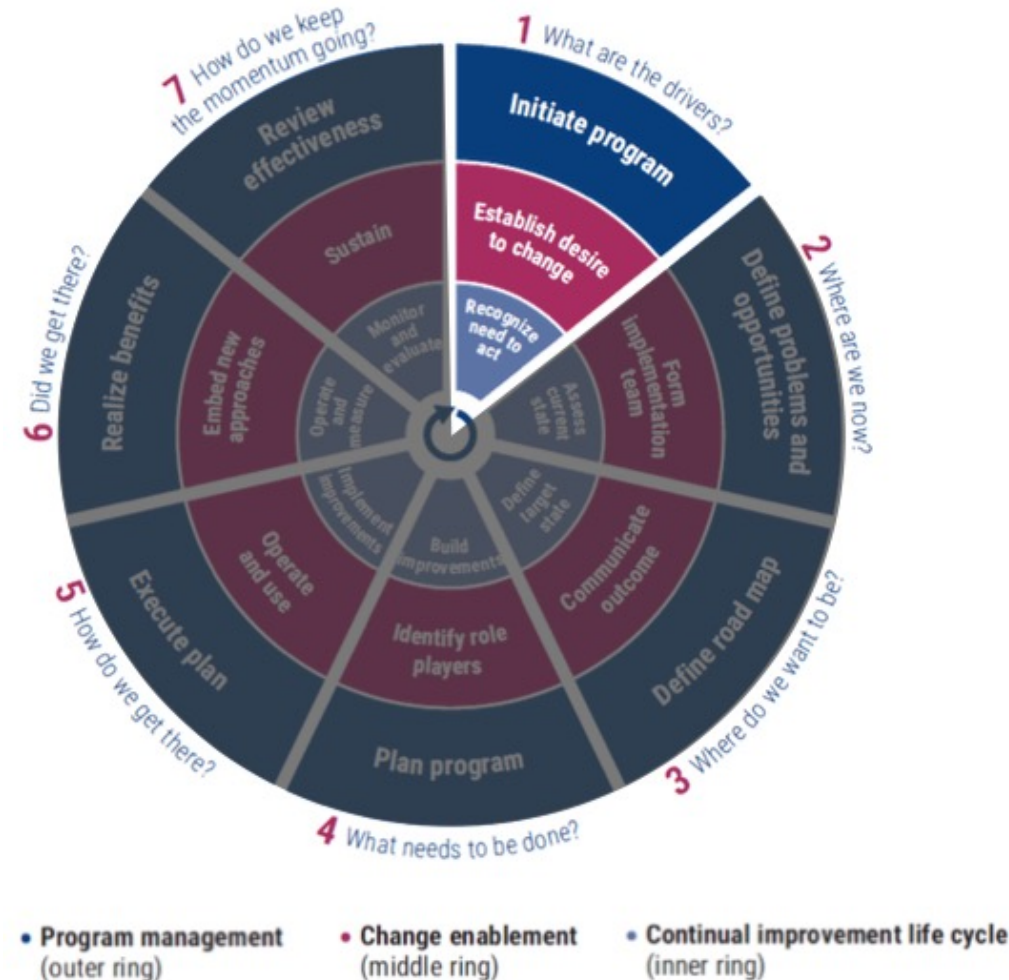 1 What are the drivers?
Initiate program
Establish desire
to change
Recognize
need to
act
2 Where are we now?
Define problems and
opportunities
Form
implementation
team
Assess
current
state
3 Where do we want to be?
Define road map
Communicate
outcome
Define
target
state
4 What needs to be done?
Plan program
Identify role
players
Build
improvements
5 How do we get there?
Execute plan
Operate
and use
Implement
improvements
6 Did we get there?
Realize benefits
Embed new
approaches
Operate
and
measure
7 How do we keep
the momentum going?
Review
effectiveness
Sustain
Monitor
and
evaluate
• Program management
(outer ring)
• Change enablement
(middle ring)
• Continual improvement life cycle
(inner ring)